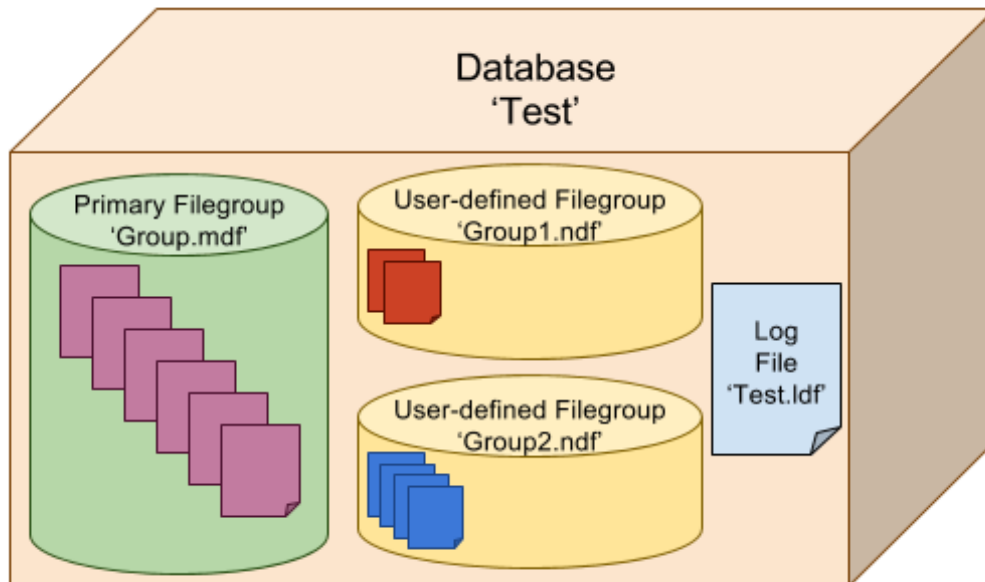 Database
‘Test’
Primary Filegroup
‘Group.mdf’
User-defined Filegroup
‘Group1.ndf’
Log
File
‘Test.ldf’
User-defined Filegroup
‘Group2.ndf’